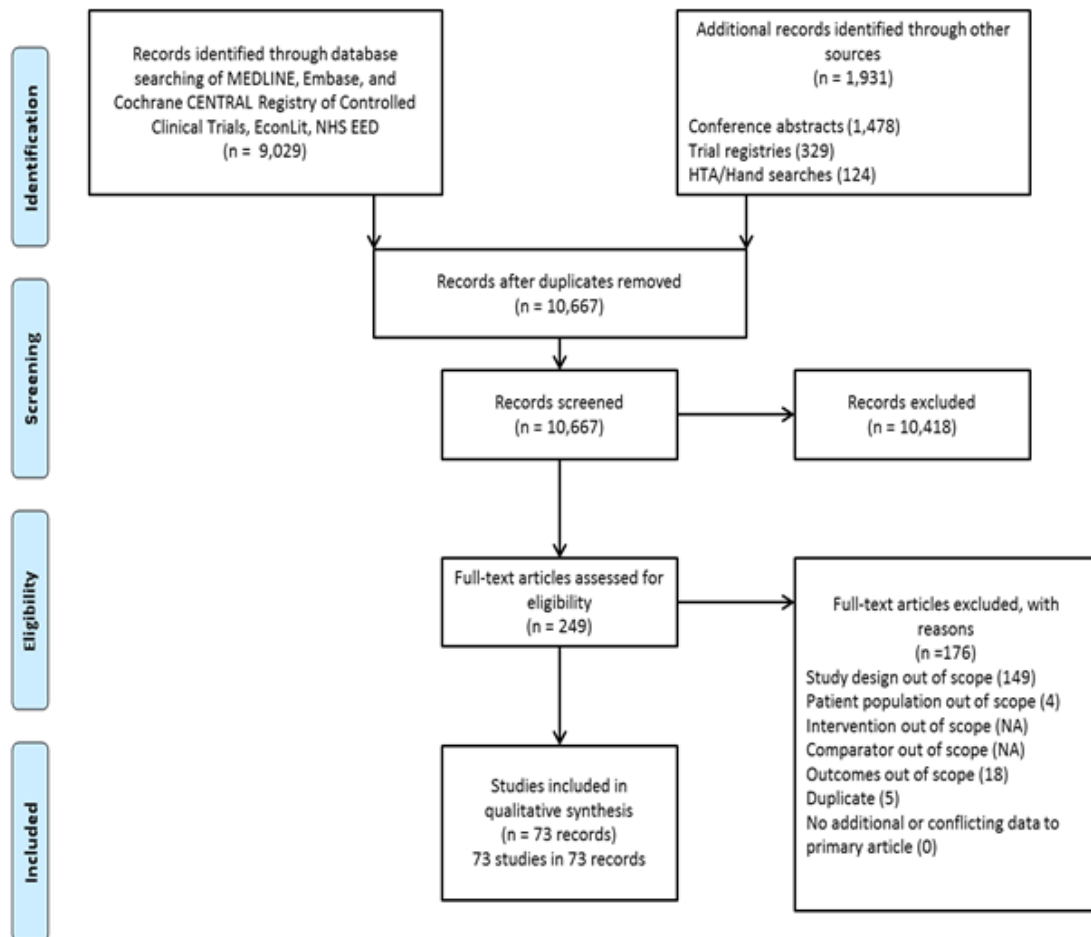 Identification
Records identified through database
searching of MEDLINE, Embase, and
Cochrane CENTRAL Registry of Controlled
Clinical Trials, EconLit, NHS EED
(n = 9,029)
Additional records identified through other
sources
(n = 1,931)
Conference abstracts (1,478)
Trial registries (329)
HTA/Hand searches (124)
Screening
Records after duplicates removed
(n = 10,667)
Records screened
(n = 10,667)
Records excluded
(n = 10,418)
Eligibility
Full-text articles assessed for
eligibility
(n = 249)
Full-text articles excluded, with
reasons
(n =176)
Study design out of scope (149)
Patient population out of scope (4)
Intervention out of scope (NA)
Comparator out of scope (NA)
Outcomes out of scope (18)
Duplicate (5)
No additional or conflicting data to
primary article (0)
Included
Studies included in
qualitative synthesis
(n = 73 records)
73 studies in 73 records